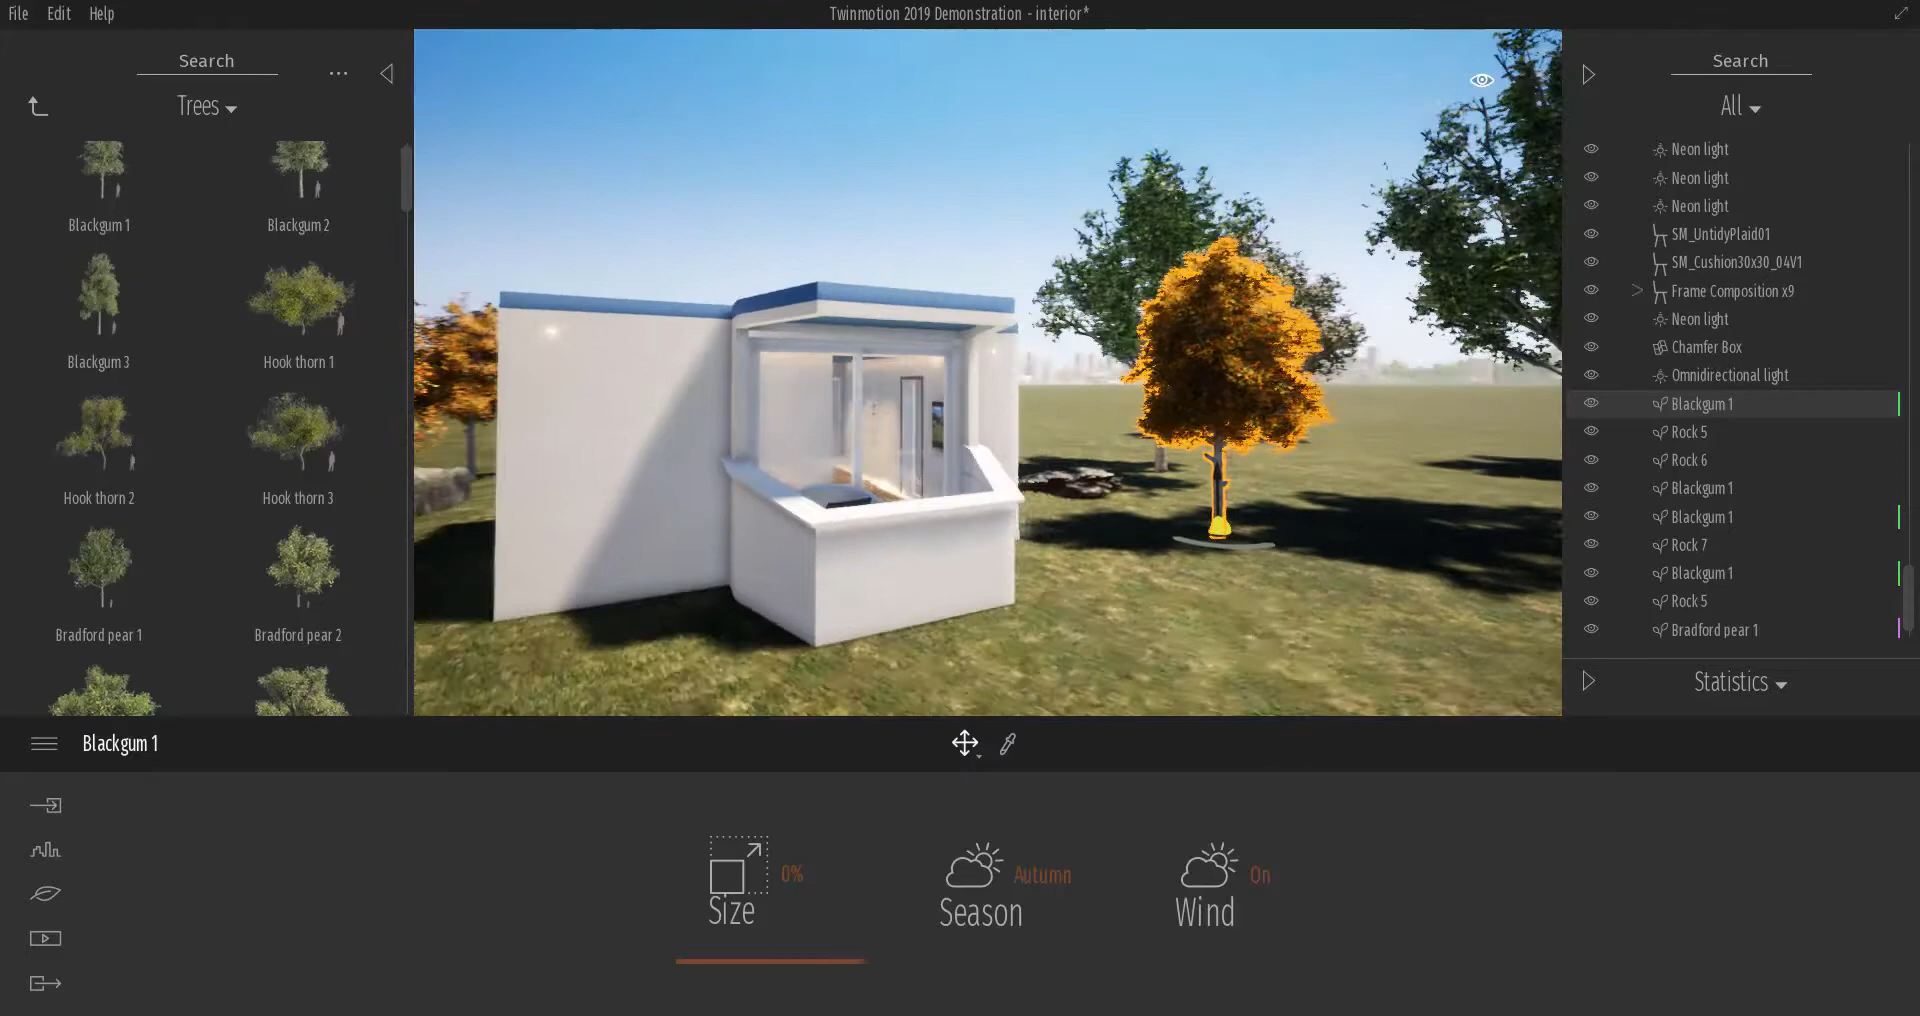 File Edit Help
Twinmotion 2019 Demonstration - interior*
Search
Trees
Blackgum 1
Blackgum 2
Blackgum 3
Hook thorn 1
Hook thorn 2
Hook thorn 3
Bradford pear 1
Bradford pear 2
Search
All
Neon light
Neon light
Neon light
SM_UntidyPlaid01
SM_Cushion30x30_04V1
> Frame Composition x9
Neon light
Chamfer Box
Omnidirectional light
Blackgum 1
Rock 5
Rock 6
Blackgum 1
Blackgum 1
Rock 7
Blackgum 1
Rock 5
Bradford pear 1
Statistics
Blackgum 1
0%
Size
Autumn
Season
On
Wind